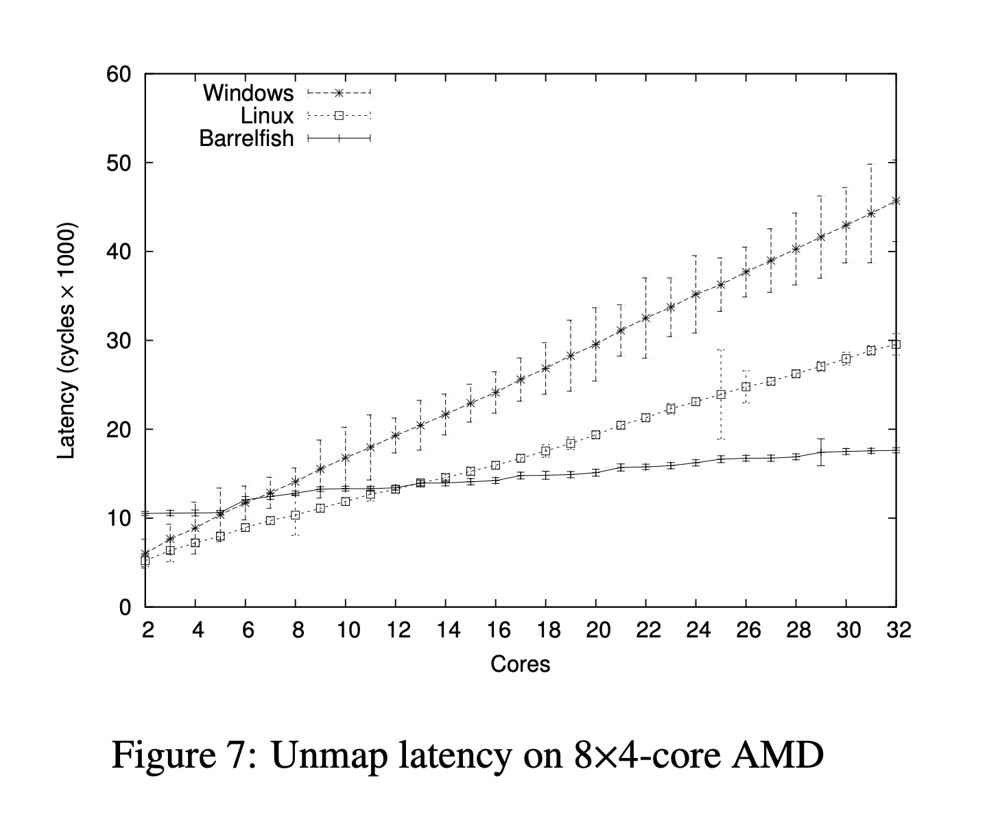 60
50
40
30
20
10
0
Latency (cycles × 1000)
Windows
Linux
Barrelfish
2 4 6 8 10 12 14 16 18 20 22 24 26 28 30 32
Cores
Figure 7: Unmap latency on 8×4-core AMD